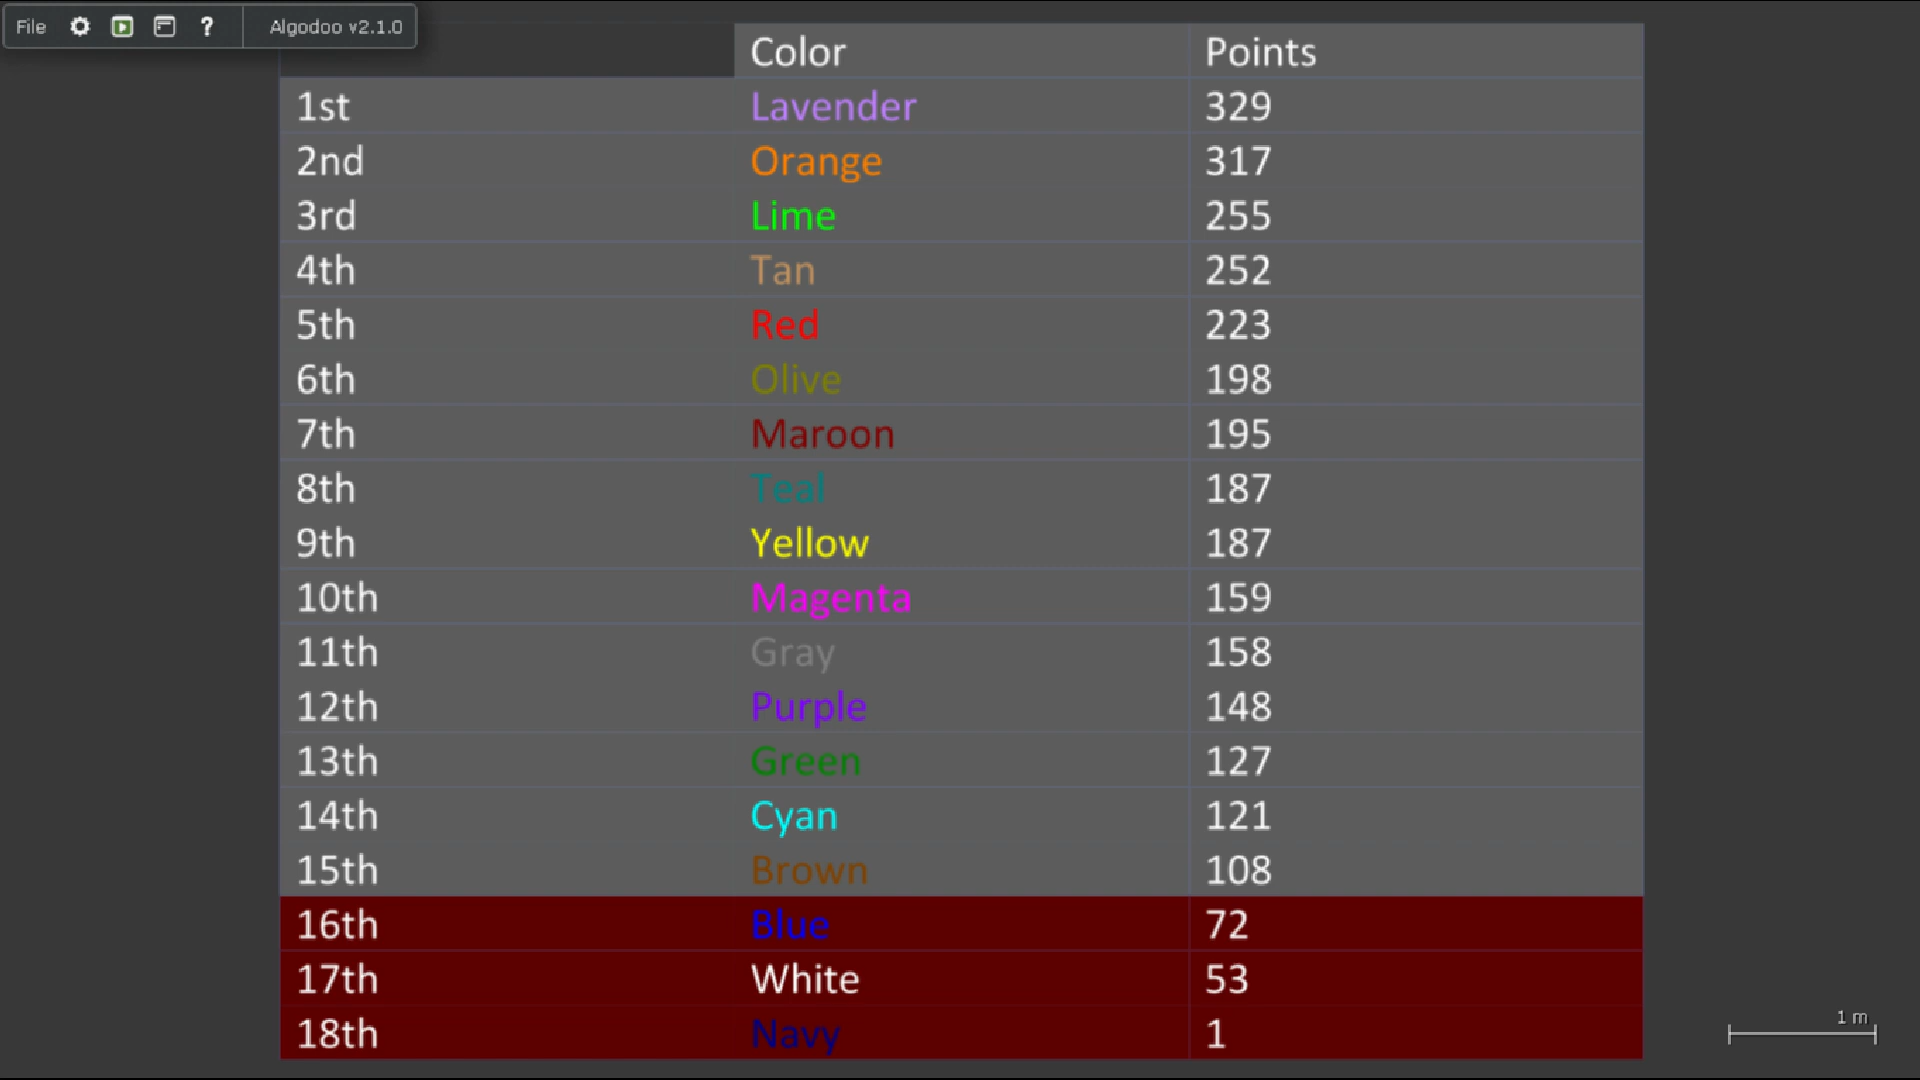 File ? Algodoo v2.1.0
Color Points
1st Lavender 329
2nd Orange 317
3rd Lime 255
4th Tan 252
5th Red 223
6th Olive 198
7th Maroon 195
8th Teal 187
9th Yellow 187
10th Magenta 159
11th Gray 158
12th Purple 148
13th Green 127
14th Cyan 121
15th Brown 108
16th Blue 72
17th White 53
18th Navy 1
1 m